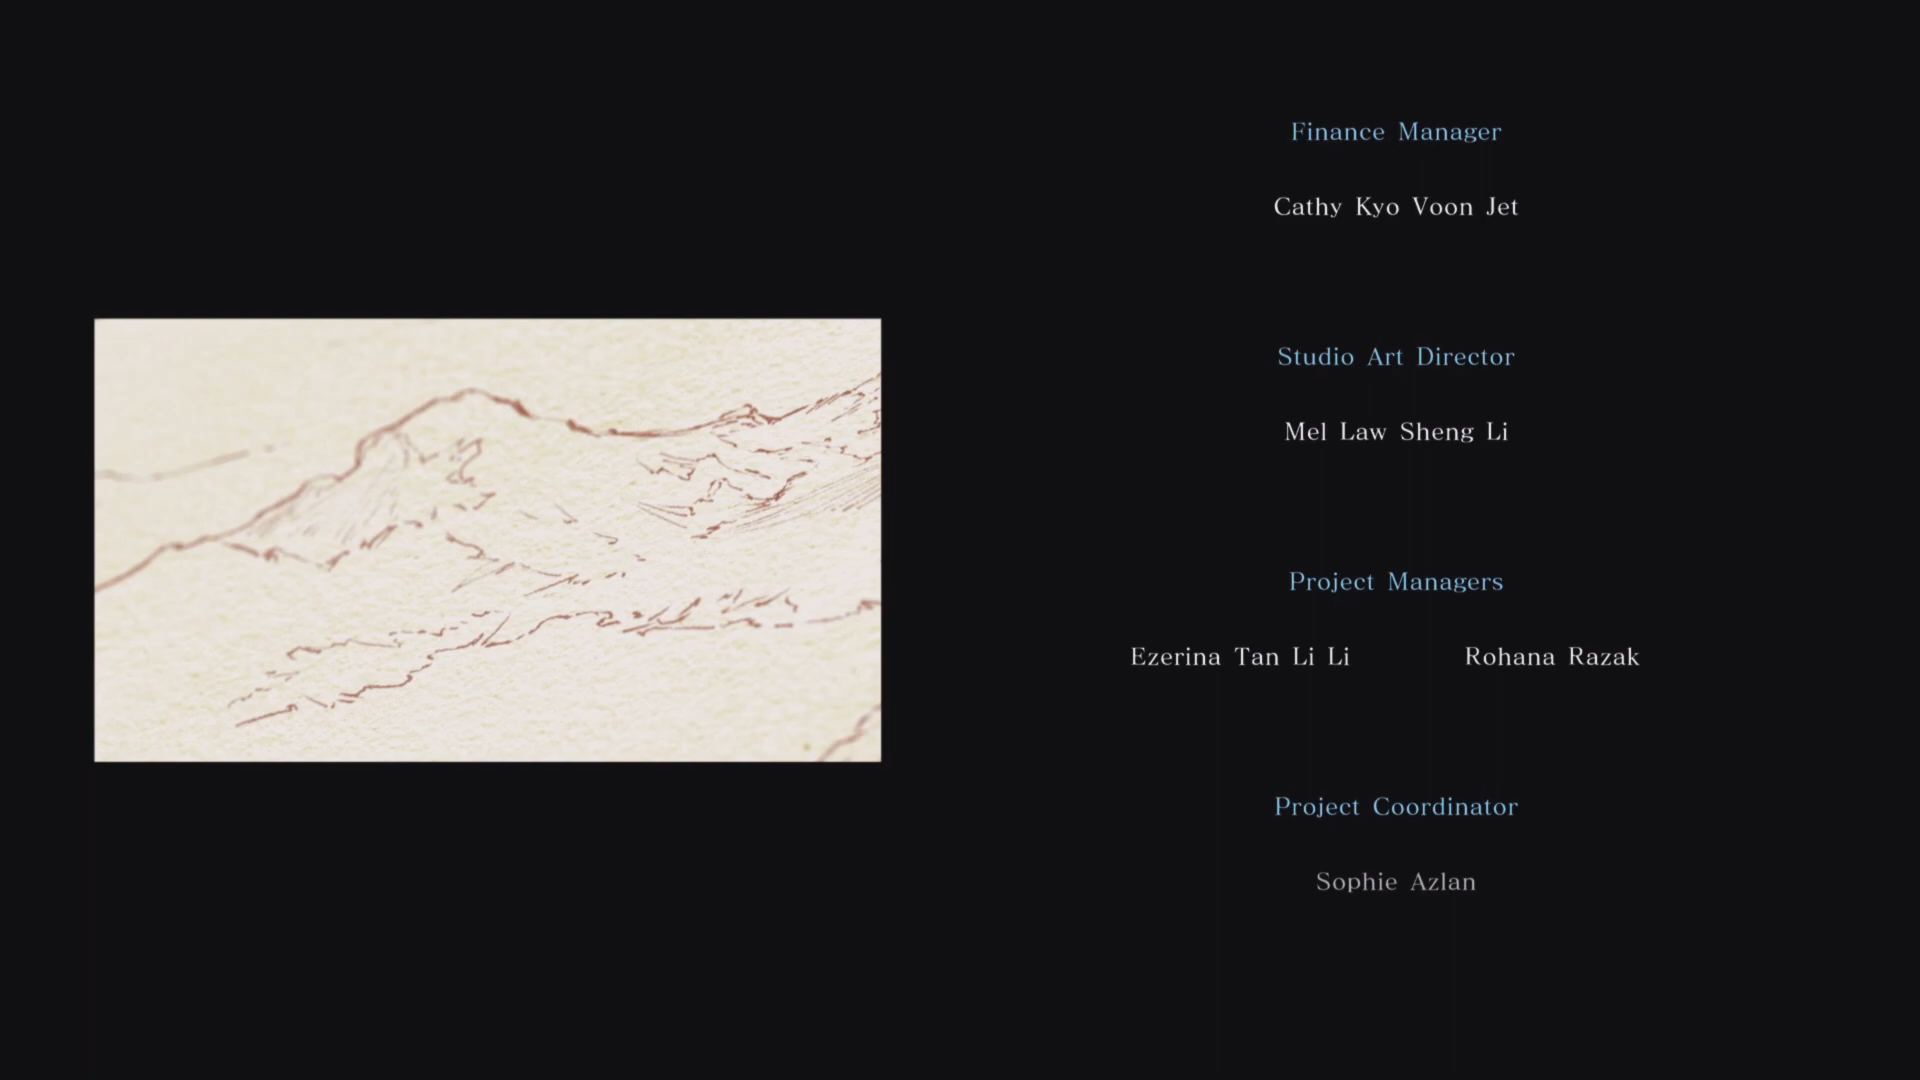 Finance Manager
Cathy Kyo Voon Jet
Studio Art Director
Mel Law Sheng Li
Project Managers
Ezerina Tan Li Li Rohana Razak
Project Coordinator
Sophie Azlan